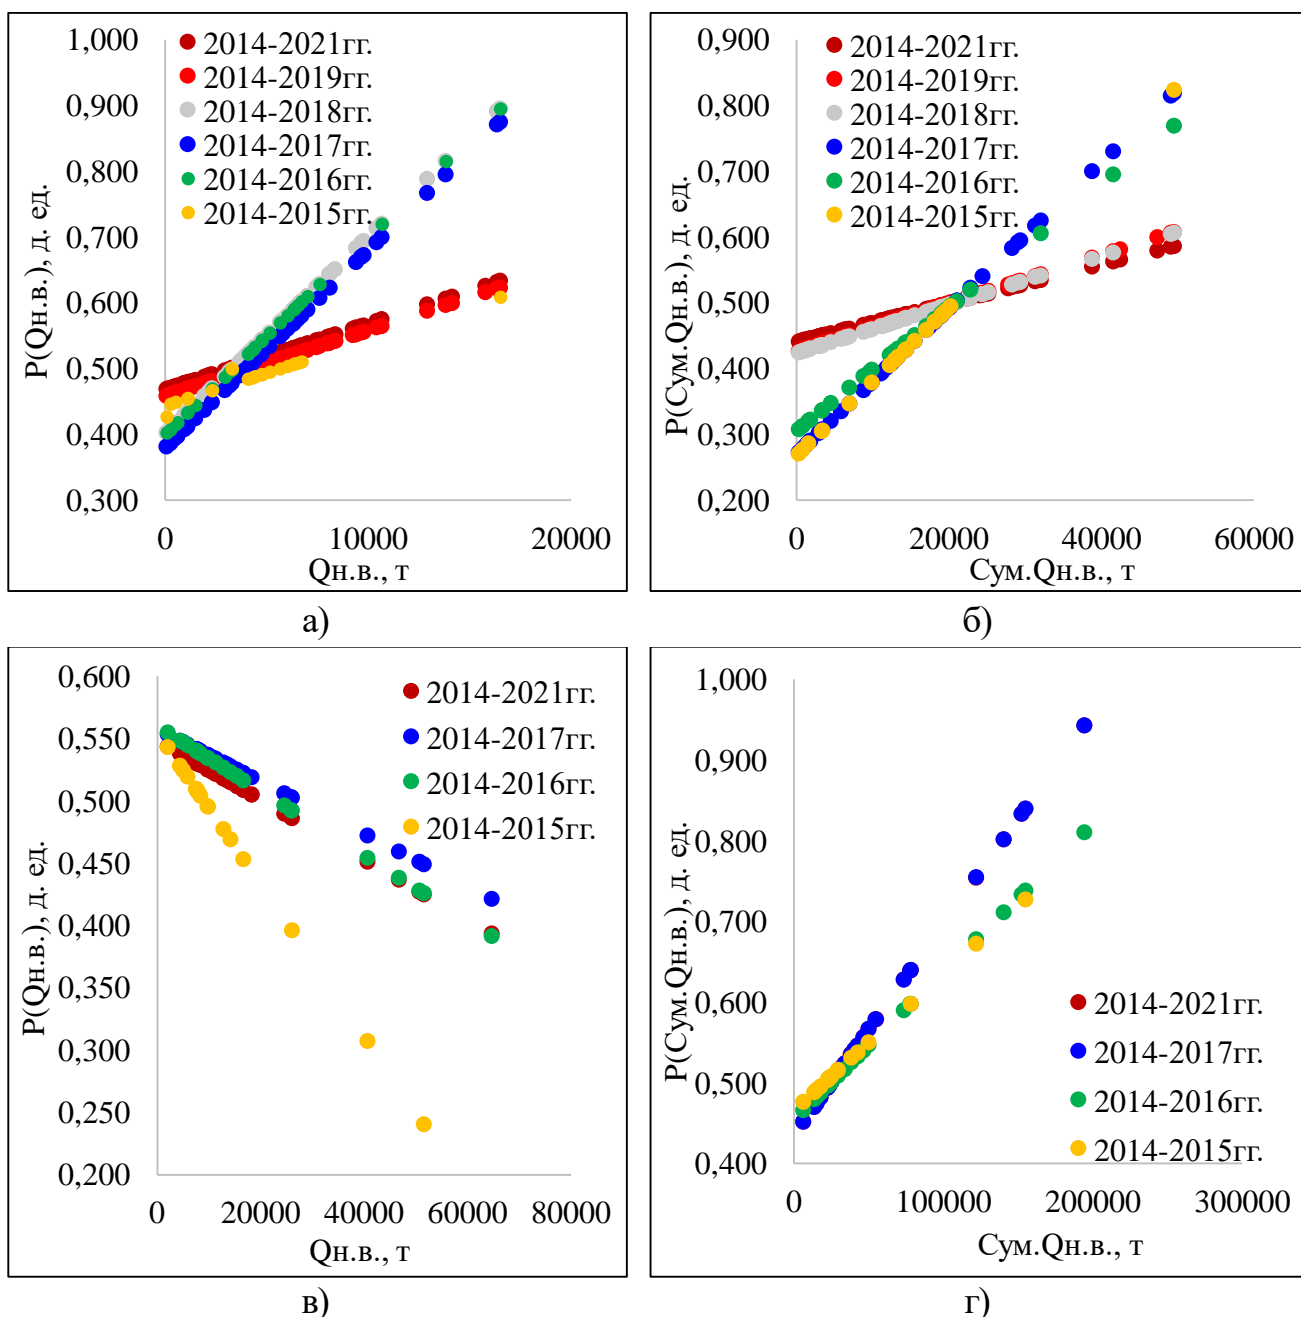 1,000
0,900
0,800
0,700
0,600
0,500
0,400
0,300
P(Qн.в.), д. ед.
2014-2021гг.
2014-2019гг.
2014-2018гг.
2014-2017гг.
2014-2016гг.
2014-2015гг.
0 10000 20000
Qн.в., т
а)
0,900
0,800
0,700
0,600
0,500
0,400
0,300
0,200
P(Сум.Qн.в.), д. ед.
2014-2021гг.
2014-2019гг.
2014-2018гг.
2014-2017гг.
2014-2016гг.
2014-2015гг.
0 20000 40000 60000
Сум.Qн.в., т
б)
0,600
0,550
0,500
0,450
0,400
0,350
0,300
0,250
0,200
P(Qн.в.), д. ед.
2014-2021гг.
2014-2017гг.
2014-2016гг.
2014-2015гг.
0 20000 40000 60000 80000
Qн.в., т
в)
1,000
0,900
0,800
0,700
0,600
0,500
0,400
P(Сум.Qн.в.), д. ед.
2014-2021гг.
2014-2017гг.
2014-2016гг.
2014-2015гг.
0 100000 200000 300000
Сум.Qн.в., т
г)